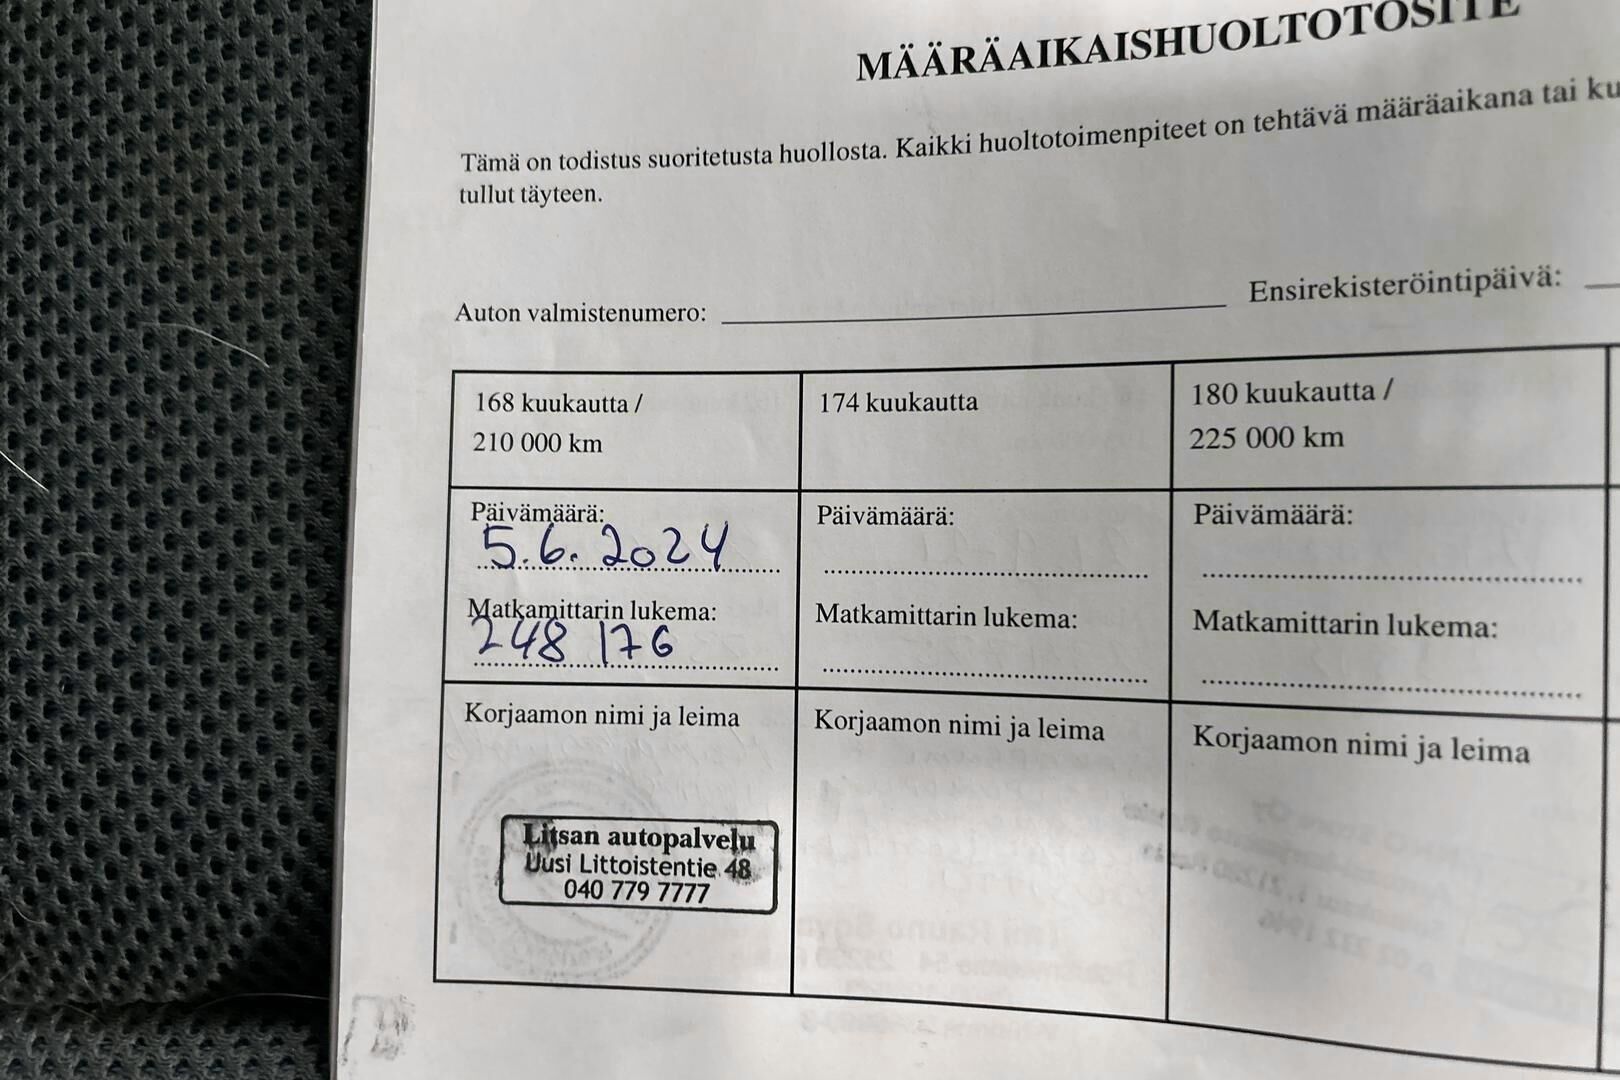 MÄÄRÄAIKAISHUOLTOTOSITE
Tämä on todistus suoritetusta huollosta. Kaikki huoltotoimenpiteet on tehtävä määräaikana tai
tullut täyteen.
Auton valmistenumero:
Ensirekisteröintipäivä:
168 kuukautta /
210 000 km
174 kuukautta
180 kuukautta /
225 000 km
Päivämäärä:
5.6.2024
Matkamittarin lukema:
248 176
Päivämäärä:
Matkamittarin lukema:
Päivämäärä:
Matkamittarin lukema:
Korjaamon nimi ja leima
Litsan autopalvelu
Uusi Littoistentie 48
040 779 7777
Korjaamon nimi ja leima
Korjaamon nimi ja leima